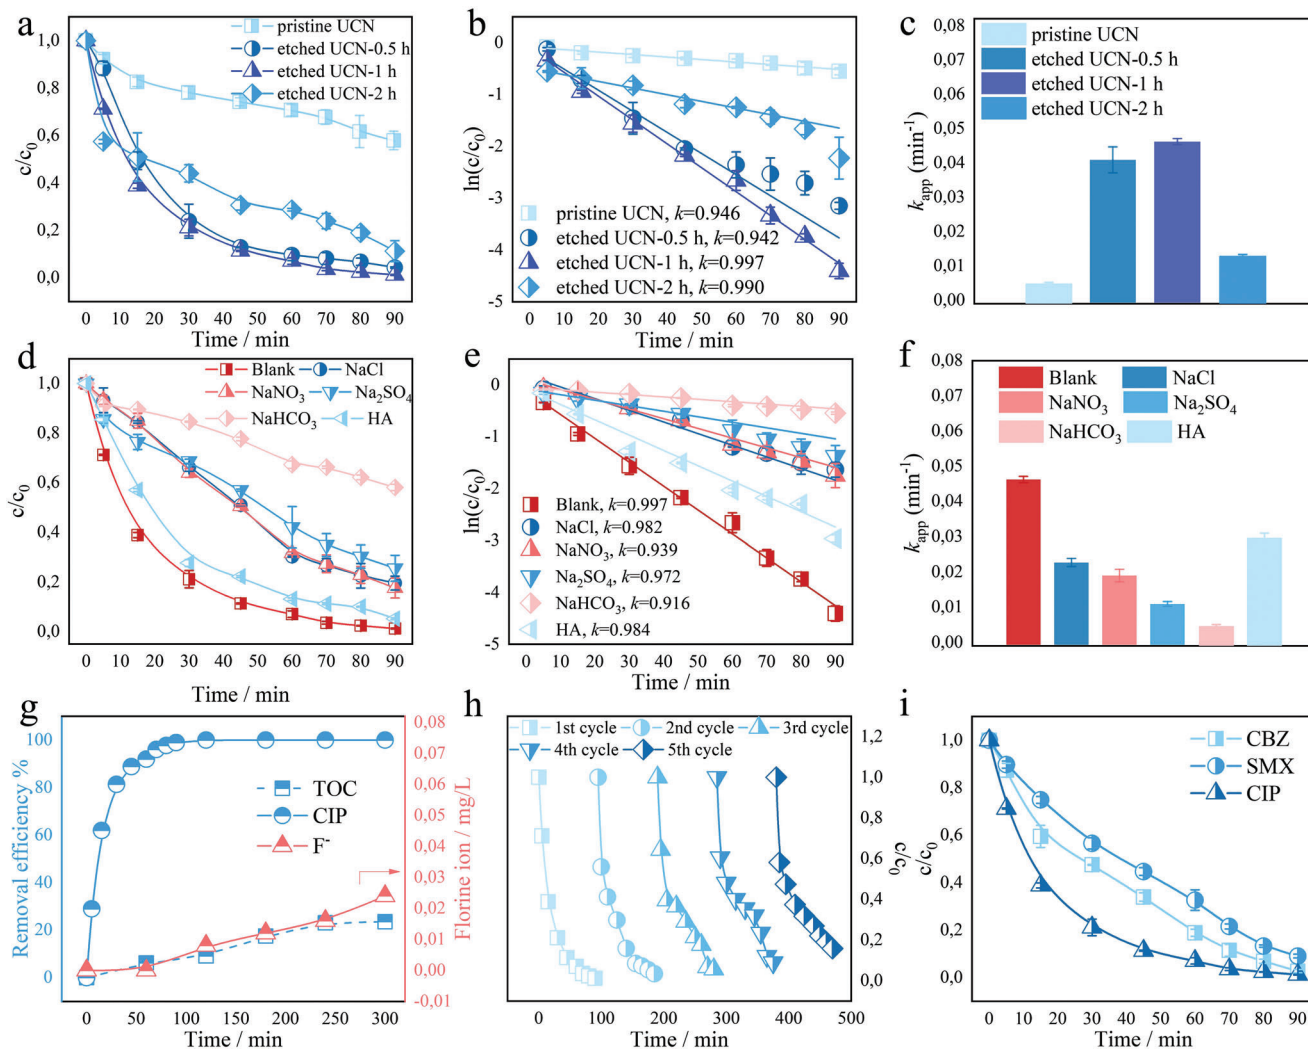 a
1,0
0,8
0,6
0,4
0,2
0,0
c/c0
pristine UCN
etched UCN-0.5 h
etched UCN-1 h
etched UCN-2 h
0 10 20 30 40 50 60 70 80 90
Time / min
b
0
-1
-2
-3
-4
-5
ln(c/c0)
pristine UCN, k=0.946
etched UCN-0.5 h, k=0.942
etched UCN-1 h, k=0.997
etched UCN-2 h, k=0.990
0 10 20 30 40 50 60 70 80 90
Time / min
c
0,08
0,07
0,06
0,05
0,04
0,03
0,02
0,01
0,00
kapp (min-1)
pristine UCN
etched UCN-0.5 h
etched UCN-1 h
etched UCN-2 h
d
1,0
0,8
0,6
0,4
0,2
0,0
c/c0
Blank NaCl
NaNO3 Na2SO4
NaHCO3 HA
0 10 20 30 40 50 60 70 80 90
Time / min
e
0
-1
-2
-3
-4
-5
ln(c/c0)
Blank, k=0.997
NaCl, k=0.982
NaNO3, k=0.939
Na2SO4, k=0.972
NaHCO3, k=0.916
HA, k=0.984
0 10 20 30 40 50 60 70 80 90
Time / min
f
0,08
0,07
0,06
0,05
0,04
0,03
0,02
0,01
0,00
kapp (min-1)
Blank NaCl
NaNO3 Na2SO4
NaHCO3 HA
g
100
80
60
40
20
0
Removal efficiency %
TOC
CIP
F-
0,08
0,07
0,06
0,05
0,04
0,03
0,02
0,01
0,00
-0,01
Florine ion / mg/L
0 50 100 150 200 250 300
Time / min
h
1st cycle 2nd cycle 3rd cycle
4th cycle 5th cycle
1,2
1,0
0,8
0,6
0,4
0,2
0,0
c/c0
0 100 200 300 400 500
Time / min
i
1,0
0,8
0,6
0,4
0,2
0,0
c/c0
CBZ
SMX
CIP
0 10 20 30 40 50 60 70 80 90
Time / min